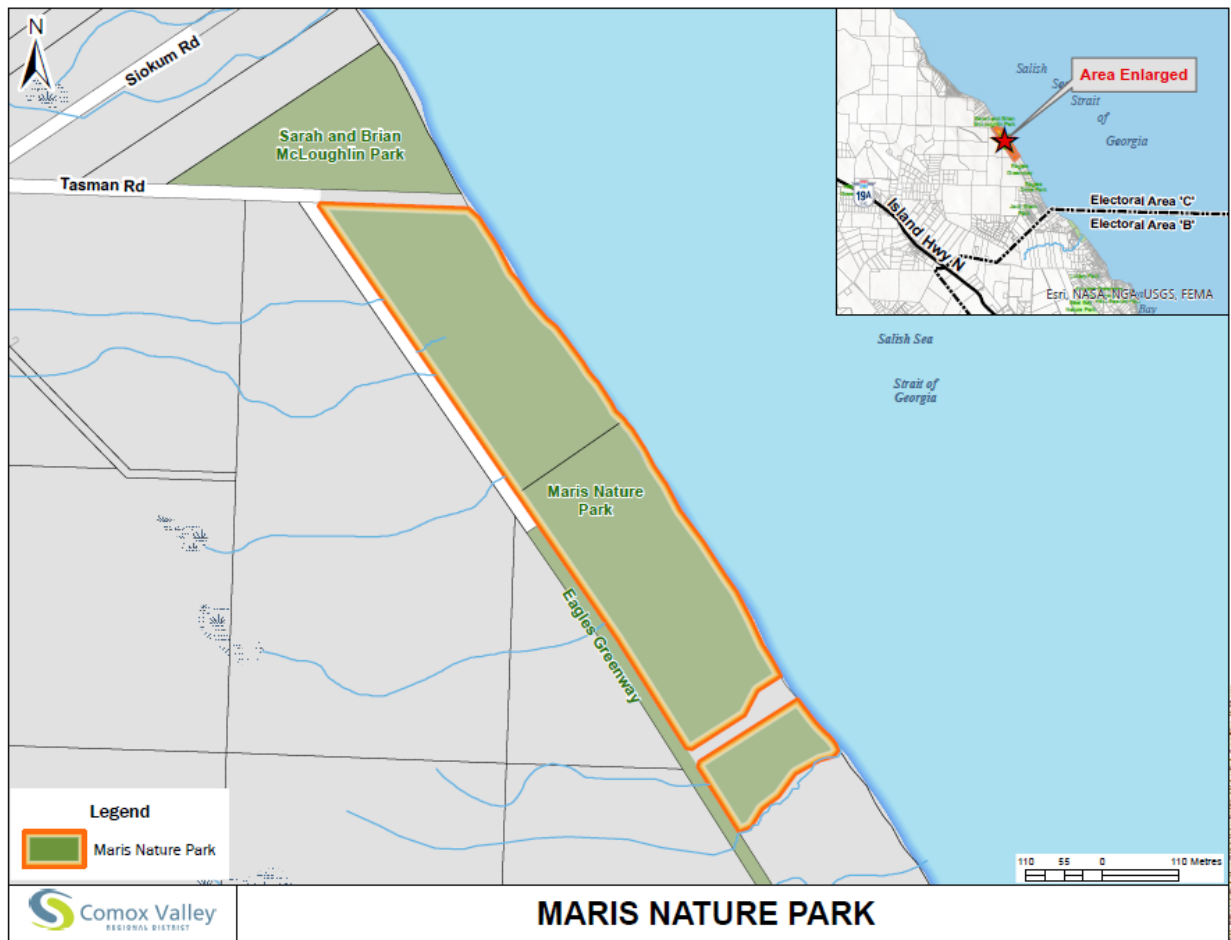 N
Siokum Rd
Sarah and Brian
McLoughlin Park
Tasman Rd
Maris Nature
Park
Eagles Greenway
Salish Sea
Strait of
Georgia
Area Enlarged
Salish
Strait
of
Georgia
19A
Island Hwy N
Electoral Area 'C'
Electoral Area 'B'
Esri, NASA, NGA, USGS, FEMA
Bay
Legend
Maris Nature Park
110 55 0 110 Metres
Comox Valley
REGIONAL DISTRICT
MARIS NATURE PARK